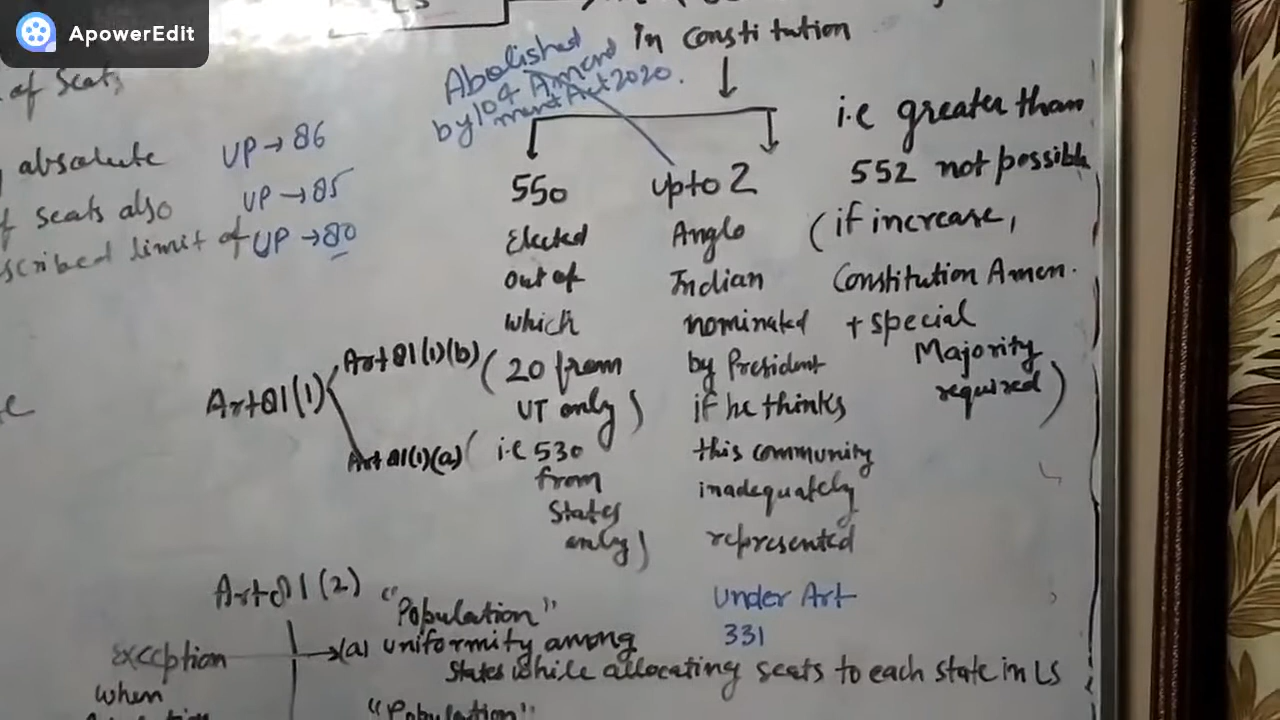 ApowerEdit
LS
in constitution
Abolished
by 104 Amend
ment Act 2020.
of seats
absolute
seats also
scribed limit of
UP → 86
UP → 85
UP → 80
550
Elected
out of
which
(20 from
UT only)
(i.e 530
from
States
only)
upto 2
Anglo
Indian
nominated
by President
if he thinks
this community
inadequately
represented
under Art
331
i.e greater than
552 not possible
(if increase,
Constitution Amen.
+ special
Majority
required)
Art 81(1)
Art 81(1)(b)
Art 81(1)(a)
Art 81(2)
exception
when
"Population"
→(a) uniformity among
States while allocating seats to each state in LS
"Population"